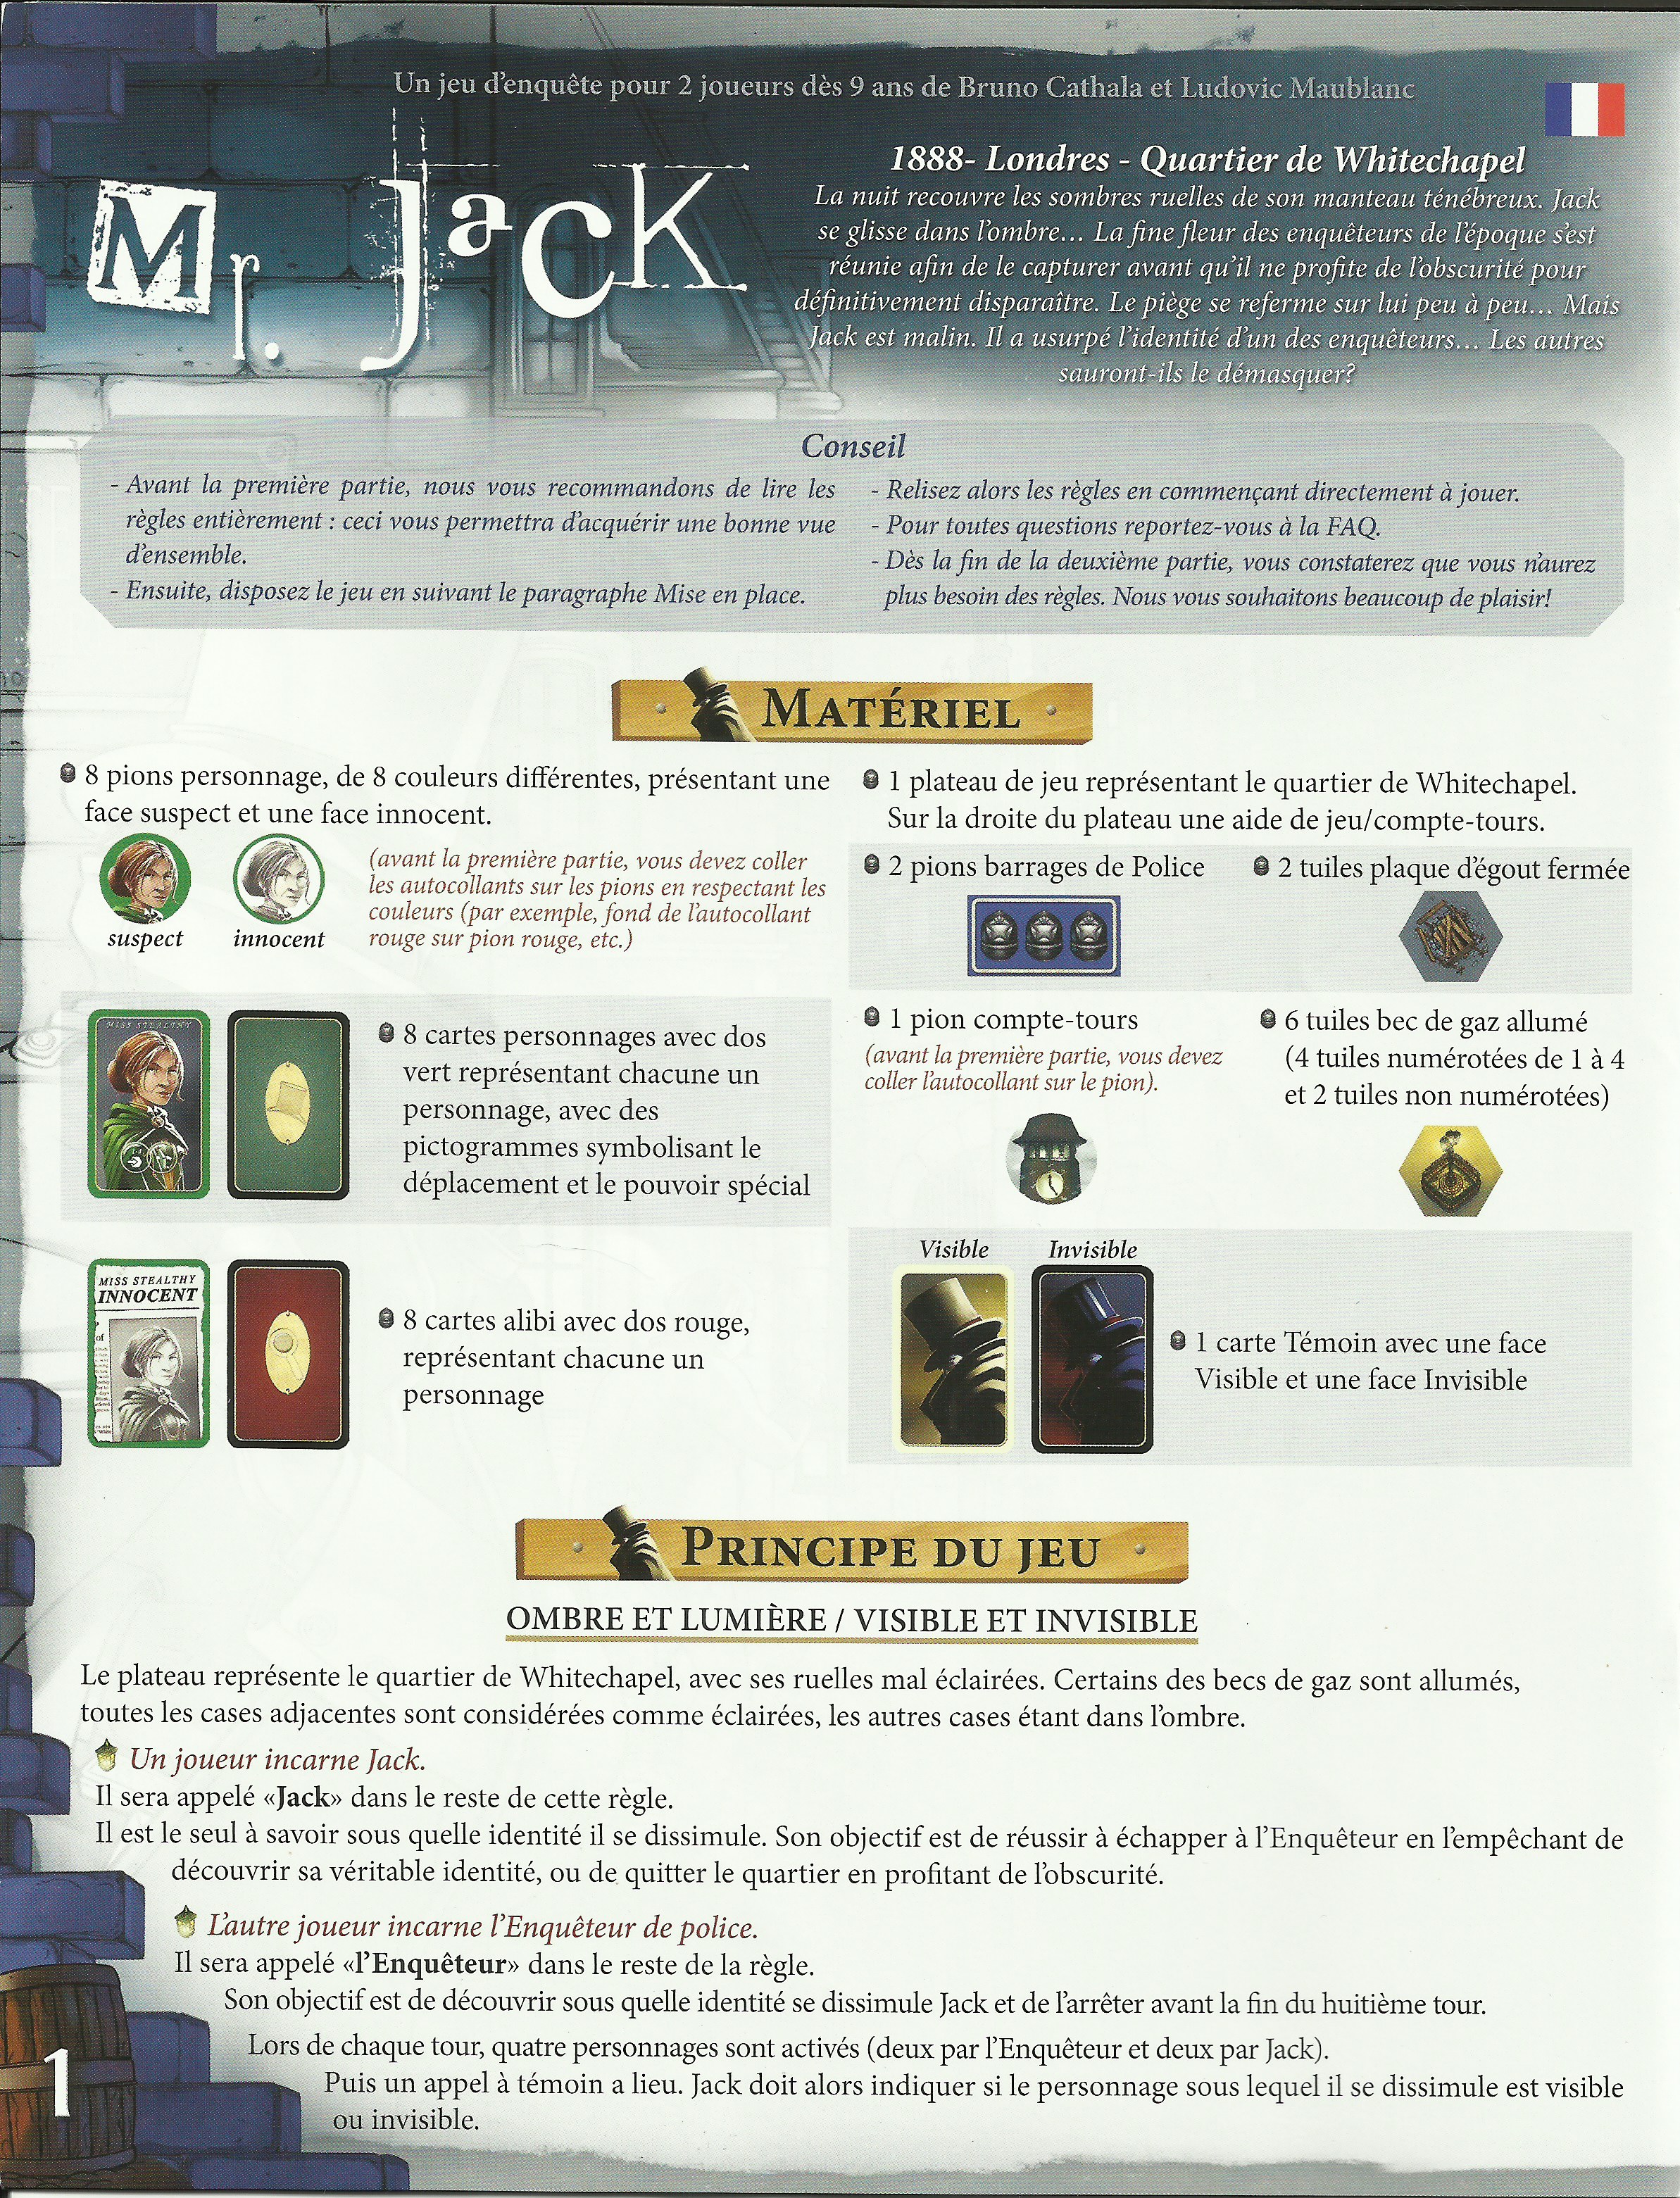 Un jeu d'enquête pour 2 joueurs dès 9 ans de Bruno Cathala et Ludovic Maublanc
Mr. Jack
1888- Londres - Quartier de Whitechapel
La nuit recouvre les sombres ruelles de son manteau ténébreux. Jack
se glisse dans l'ombre… La fine fleur des enquêteurs de l'époque s'est
réunie afin de le capturer avant qu'il ne profite de l'obscurité pour
définitivement disparaître. Le piège se referme sur lui peu à peu… Mais
Jack est malin. Il a usurpé l'identité d'un des enquêteurs… Les autres
sauront-ils le démasquer?
Conseil
- Avant la première partie, nous vous recommandons de lire les
règles entièrement : ceci vous permettra d'acquérir une bonne vue
d'ensemble.
- Ensuite, disposez le jeu en suivant le paragraphe Mise en place.
- Relisez alors les règles en commençant directement à jouer.
- Pour toutes questions reportez-vous à la FAQ.
- Dès la fin de la deuxième partie, vous constaterez que vous n'aurez
plus besoin des règles. Nous vous souhaitons beaucoup de plaisir!
MATÉRIEL
8 pions personnage, de 8 couleurs différentes, présentant une
face suspect et une face innocent.
suspect
innocent
(avant la première partie, vous devez coller
les autocollants sur les pions en respectant les
couleurs (par exemple, fond de l'autocollant
rouge sur pion rouge, etc.)
MISS STEALTHY
8 cartes personnages avec dos
vert représentant chacune un
personnage, avec des
pictogrammes symbolisant le
déplacement et le pouvoir spécial
MISS STEALTHY
INNOCENT
of
8 cartes alibi avec dos rouge,
représentant chacune un
personnage
1 plateau de jeu représentant le quartier de Whitechapel.
Sur la droite du plateau une aide de jeu/compte-tours.
2 pions barrages de Police
2 tuiles plaque d'égout fermée
1 pion compte-tours
(avant la première partie, vous devez
coller l'autocollant sur le pion).
6 tuiles bec de gaz allumé
(4 tuiles numérotées de 1 à 4
et 2 tuiles non numérotées)
Visible
Invisible
1 carte Témoin avec une face
Visible et une face Invisible
PRINCIPE DU JEU
OMBRE ET LUMIÈRE / VISIBLE ET INVISIBLE
Le plateau représente le quartier de Whitechapel, avec ses ruelles mal éclairées. Certains des becs de gaz sont allumés,
toutes les cases adjacentes sont considérées comme éclairées, les autres cases étant dans l'ombre.
Un joueur incarne Jack.
Il sera appelé «Jack» dans le reste de cette règle.
Il est le seul à savoir sous quelle identité il se dissimule. Son objectif est de réussir à échapper à l'Enquêteur en l'empêchant de
découvrir sa véritable identité, ou de quitter le quartier en profitant de l'obscurité.
L'autre joueur incarne l'Enquêteur de police.
Il sera appelé «l'Enquêteur» dans le reste de la règle.
Son objectif est de découvrir sous quelle identité se dissimule Jack et de l'arrêter avant la fin du huitième tour.
Lors de chaque tour, quatre personnages sont activés (deux par l'Enquêteur et deux par Jack).
Puis un appel à témoin a lieu. Jack doit alors indiquer si le personnage sous lequel il se dissimule est visible
ou invisible.
1